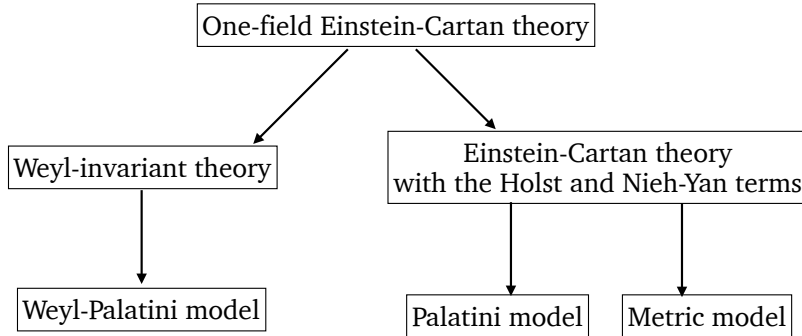 One-field Einstein-Cartan theory
Weyl-invariant theory
Einstein-Cartan theory
with the Holst and Nieh-Yan terms
Weyl-Palatini model
Palatini model
Metric model